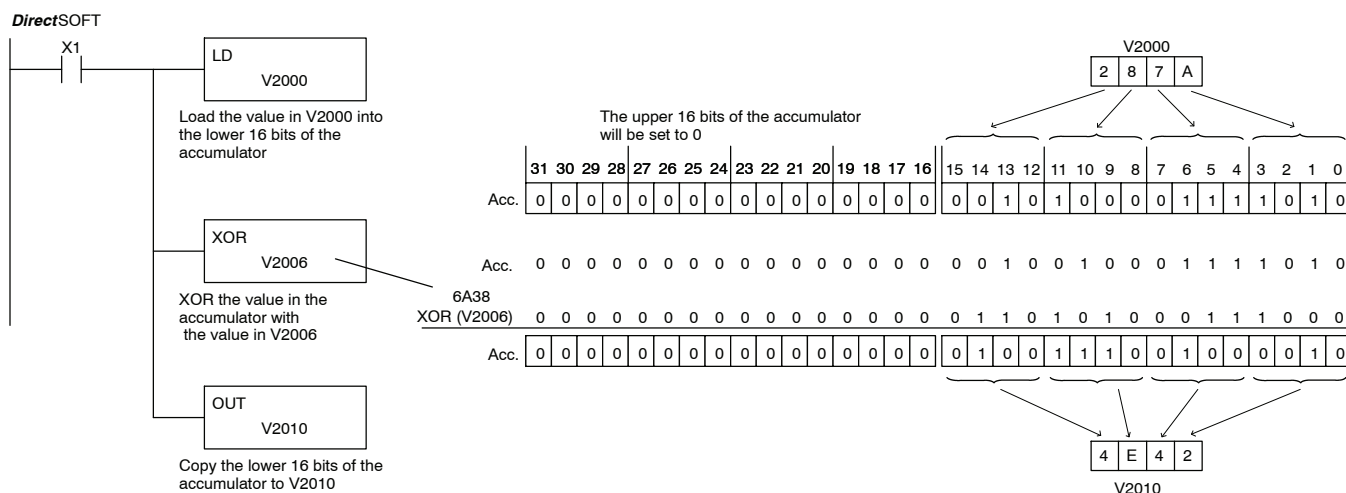 DirectSOFT
X1
LD
V2000
Load the value in V2000 into
the lower 16 bits of the
accumulator
XOR
V2006
XOR the value in the
accumulator with
the value in V2006
OUT
V2010
Copy the lower 16 bits of the
accumulator to V2010
V2000
2 8 7 A
The upper 16 bits of the accumulator
will be set to 0
31 30 29 28 27 26 25 24 23 22 21 20 19 18 17 16 15 14 13 12 11 10 9 8 7 6 5 4 3 2 1 0
Acc. 0 0 0 0 0 0 0 0 0 0 0 0 0 0 0 0 0 0 1 0 1 0 0 0 0 1 1 1 1 0 1 0
Acc. 0 0 0 0 0 0 0 0 0 0 0 0 0 0 0 0 0 0 1 0 0 1 0 0 0 1 1 1 1 0 1 0
6A38
XOR (V2006) 0 0 0 0 0 0 0 0 0 0 0 0 0 0 0 0 0 1 1 0 1 0 1 0 0 0 1 1 1 0 0 0
Acc. 0 0 0 0 0 0 0 0 0 0 0 0 0 0 0 0 0 1 0 0 1 1 1 0 0 1 0 0 0 0 1 0
4 E 4 2
V2010